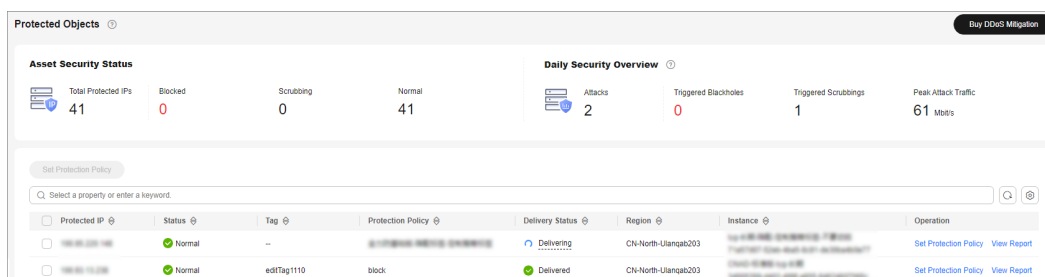 Protected Objects
Buy DDoS Mitigation
Asset Security Status
Total Protected IPs Blocked Scrubbing Normal
41 0 0 41
Daily Security Overview
Attacks Triggered Blackholes Triggered Scrubbings Peak Attack Traffic
2 0 1 61 Mbit/s
Set Protection Policy
Select a property or enter a keyword.
Protected IP Status Tag Protection Policy Delivery Status Region Instance Operation
Normal -- Delivering CN-North-Ulanqab203 Set Protection Policy View Report
Normal editTag1110 block Delivered CN-North-Ulanqab203 Set Protection Policy View Report